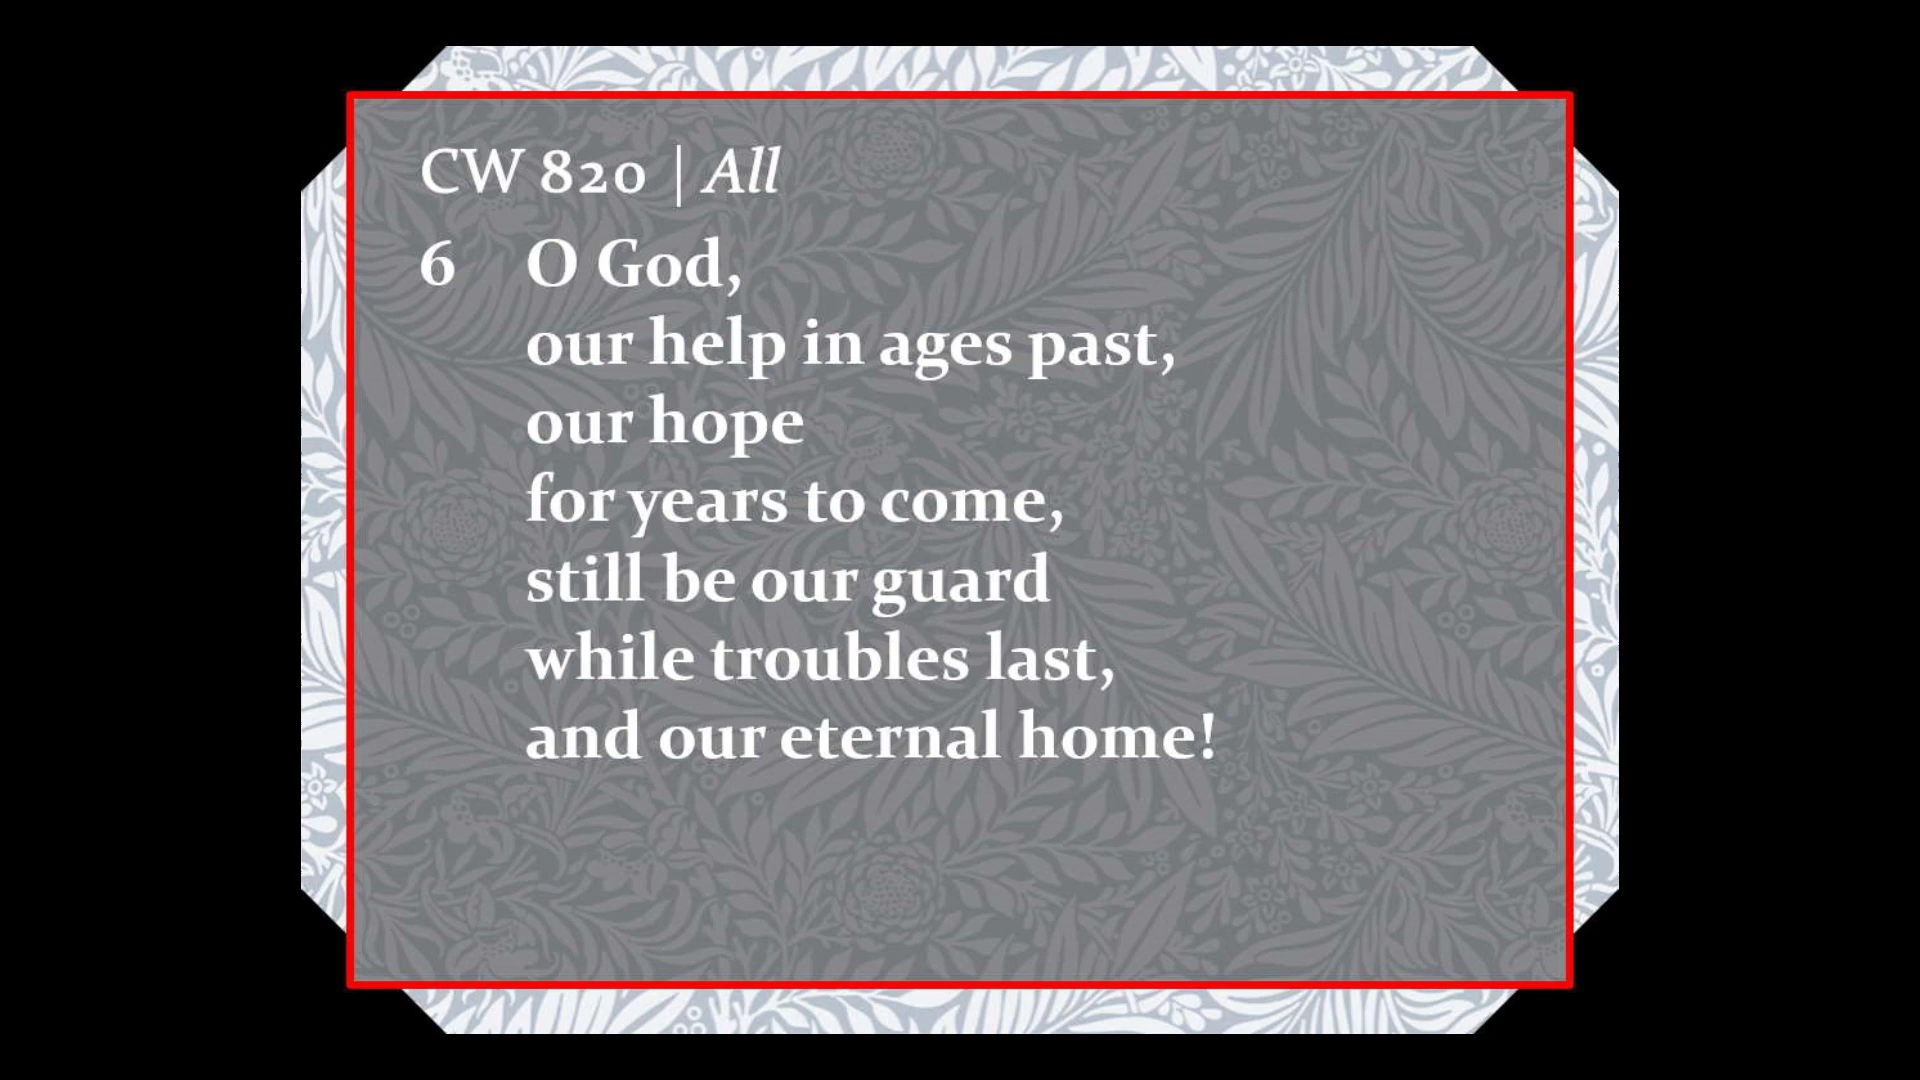 CW 820 | All
6 O God,
our help in ages past,
our hope
for years to come,
still be our guard
while troubles last,
and our eternal home!